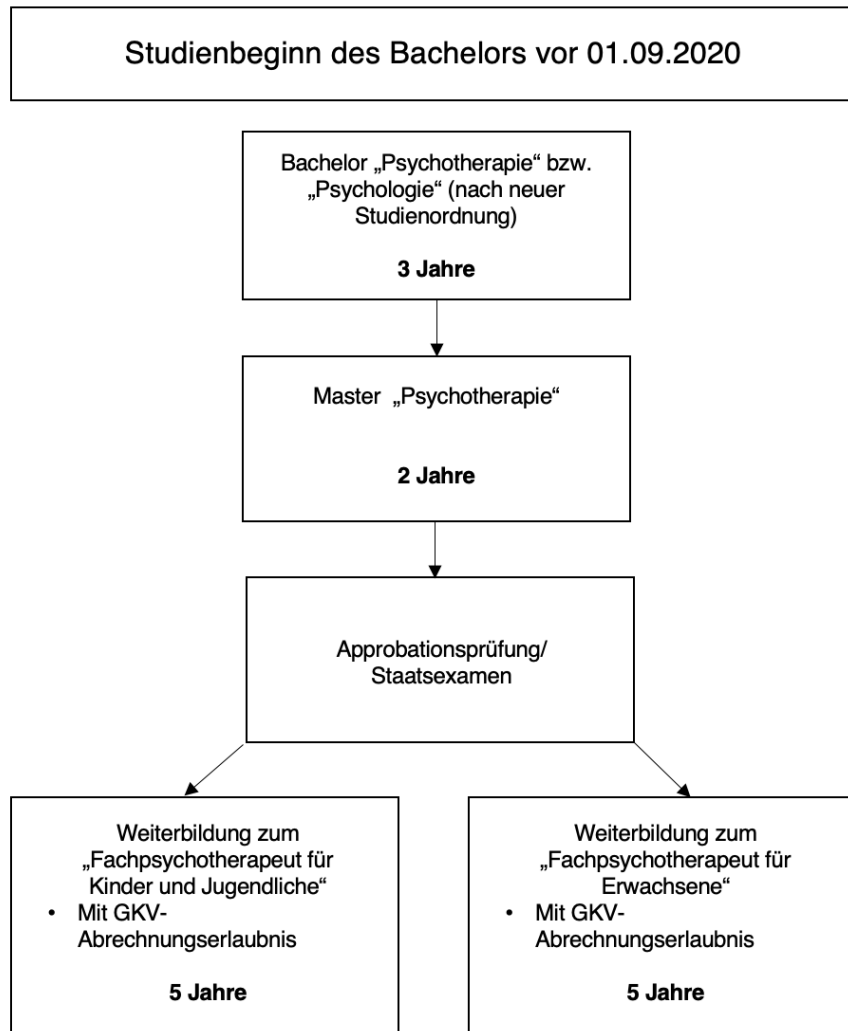 Studienbeginn des Bachelors vor 01.09.2020
Bachelor „Psychotherapie“ bzw.
„Psychologie“ (nach neuer
Studienordnung)
3 Jahre
Master „Psychotherapie“
2 Jahre
Approbationsprüfung/
Staatsexamen
Weiterbildung zum
„Fachpsychotherapeut für
Kinder und Jugendliche“
• Mit GKV-
Abrechnungserlaubnis
5 Jahre
Weiterbildung zum
„Fachpsychotherapeut für
Erwachsene“
• Mit GKV-
Abrechnungserlaubnis
5 Jahre